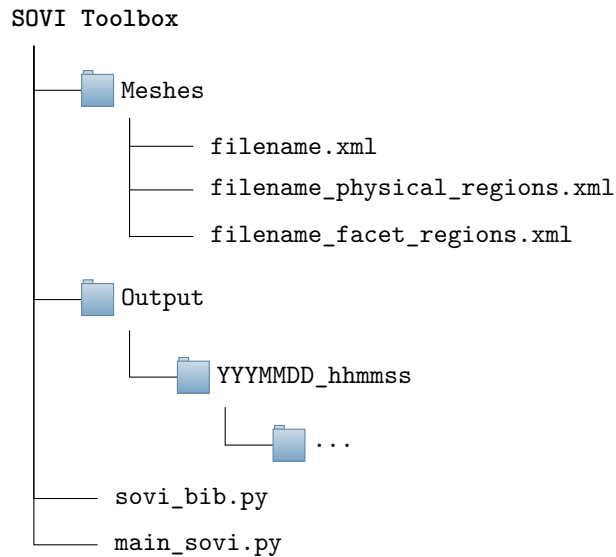 SOVI Toolbox
Meshes
filename.xml
filename_physical_regions.xml
filename_facet_regions.xml
Output
YYYMMDD_hhmmss
...
sovi_bib.py
main_sovi.py